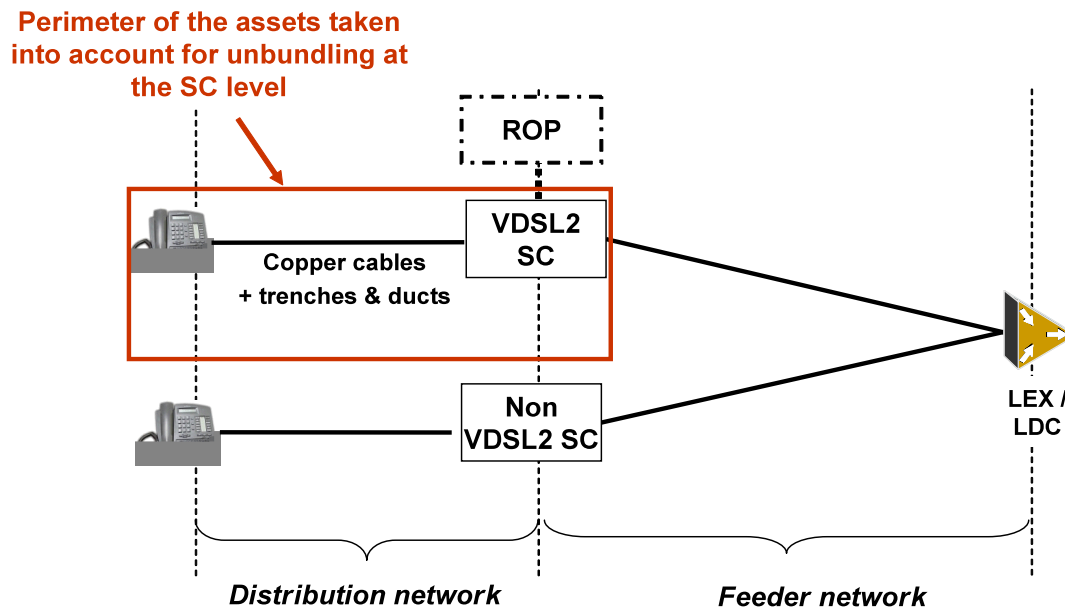 Perimeter of the assets taken
into account for unbundling at
the SC level
ROP
VDSL2
SC
Copper cables
+ trenches & ducts
Non
VDSL2 SC
LEX /
LDC
Distribution network
Feeder network